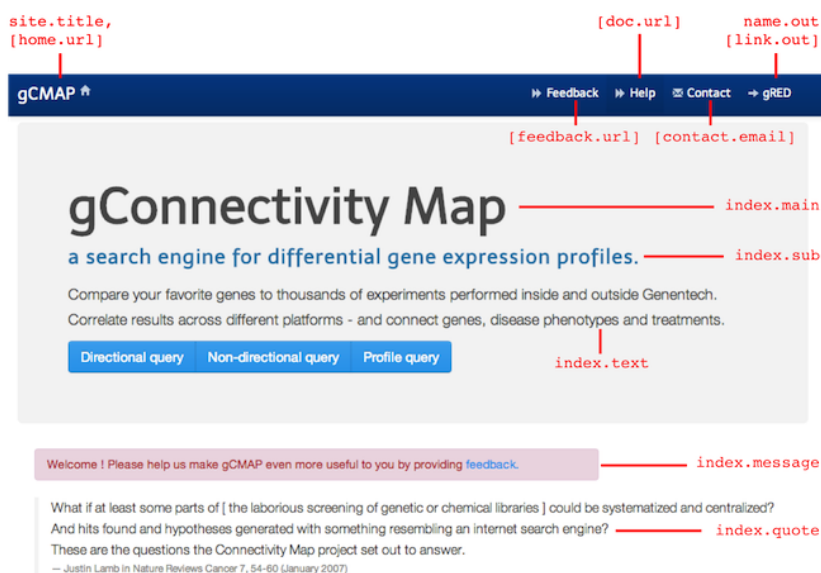 site.title,
[home.url]
[doc.url]
name.out
[link.out]
gCMAP
Feedback
Help
Contact
gRED
[feedback.url]
[contact.email]
gConnectivity Map
index.main
a search engine for differential gene expression profiles.
index.sub
Compare your favorite genes to thousands of experiments performed inside and outside Genentech.
Correlate results across different platforms - and connect genes, disease phenotypes and treatments.
index.text
Directional query
Non-directional query
Profile query
Welcome ! Please help us make gCMAP even more useful to you by providing feedback.
index.message
What if at least some parts of [ the laborious screening of genetic or chemical libraries ] could be systematized and centralized?
And hits found and hypotheses generated with something resembling an internet search engine?
index.quote
These are the questions the Connectivity Map project set out to answer.
— Justin Lamb in Nature Reviews Cancer 7, 54-60 (January 2007)